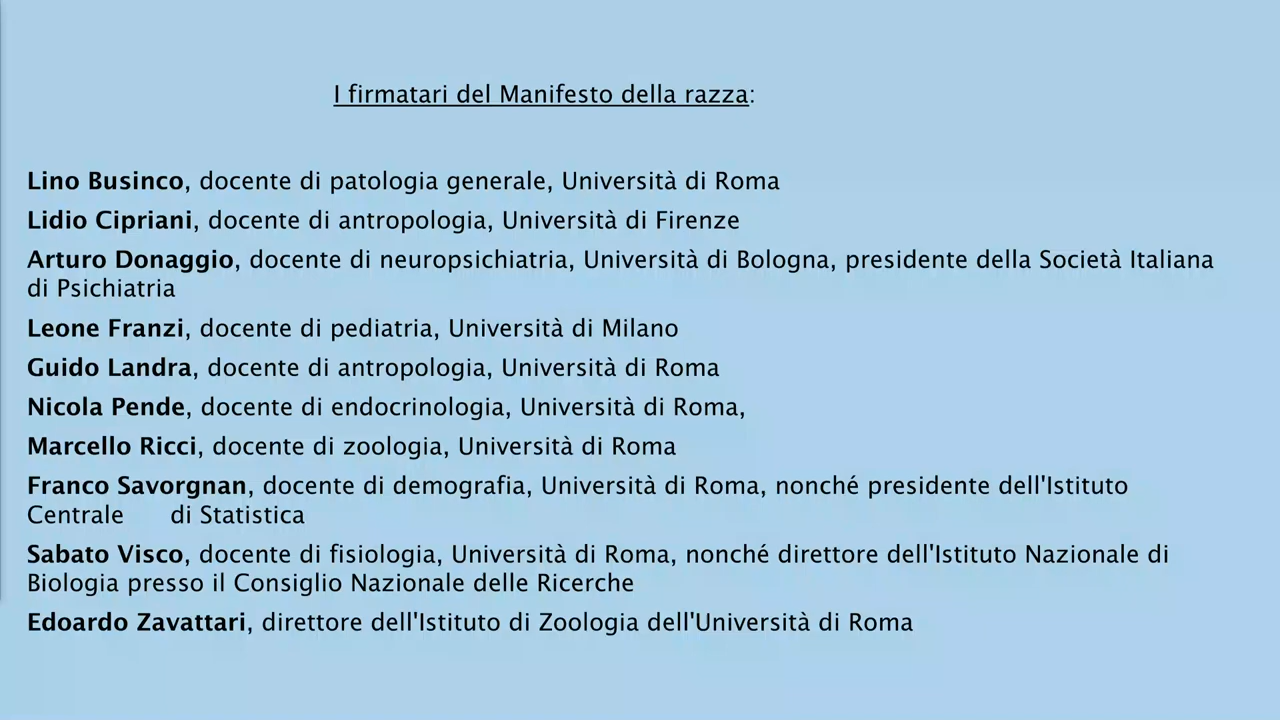 I firmatari del Manifesto della razza:
Lino Businco, docente di patologia generale, Università di Roma
Lidio Cipriani, docente di antropologia, Università di Firenze
Arturo Donaggio, docente di neuropsichiatria, Università di Bologna, presidente della Società Italiana
di Psichiatria
Leone Franzi, docente di pediatria, Università di Milano
Guido Landra, docente di antropologia, Università di Roma
Nicola Pende, docente di endocrinologia, Università di Roma,
Marcello Ricci, docente di zoologia, Università di Roma
Franco Savorgnan, docente di demografia, Università di Roma, nonché presidente dell'Istituto
Centrale di Statistica
Sabato Visco, docente di fisiologia, Università di Roma, nonché direttore dell'Istituto Nazionale di
Biologia presso il Consiglio Nazionale delle Ricerche
Edoardo Zavattari, direttore dell'Istituto di Zoologia dell'Università di Roma